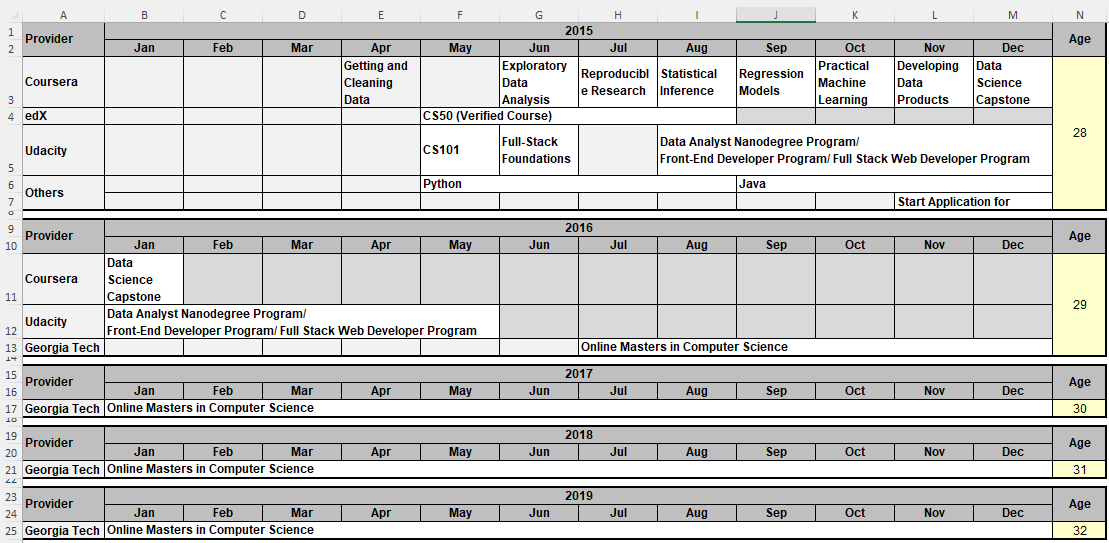 A B C D E F G H I J K L M N
1 Provider 2015 Age
2 Jan Feb Mar Apr May Jun Jul Aug Sep Oct Nov Dec
3 Coursera
Getting and
Cleaning
Data
Exploratory
Data
Analysis
Reproducibl
e Research
Statistical
Inference
Regression
Models
Practical
Machine
Learning
Developing
Data
Products
Data
Science
Capstone
28
4 edX CS50 (Verified Course)
5 Udacity
CS101
Full-Stack
Foundations
Data Analyst Nanodegree Program/
Front-End Developer Program/ Full Stack Web Developer Program
6 Others Python Java
7 Start Application for
8
9 Provider 2016 Age
10 Jan Feb Mar Apr May Jun Jul Aug Sep Oct Nov Dec
11 Coursera
Data
Science
Capstone
29
12 Udacity
Data Analyst Nanodegree Program/
Front-End Developer Program/ Full Stack Web Developer Program
13 Georgia Tech Online Masters in Computer Science
14
15 Provider 2017 Age
16 Jan Feb Mar Apr May Jun Jul Aug Sep Oct Nov Dec
17 Georgia Tech Online Masters in Computer Science 30
18
19 Provider 2018 Age
20 Jan Feb Mar Apr May Jun Jul Aug Sep Oct Nov Dec
21 Georgia Tech Online Masters in Computer Science 31
22
23 Provider 2019 Age
24 Jan Feb Mar Apr May Jun Jul Aug Sep Oct Nov Dec
25 Georgia Tech Online Masters in Computer Science 32